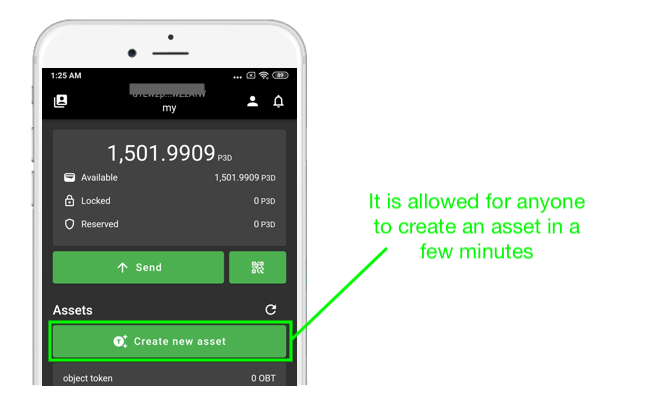 1:25 AM
89
my
1,501.9909 P3D
Available 1,501.9909 P3D
Locked 0 P3D
Reserved 0 P3D
Send
Assets
Create new asset
object token 0 OBT
It is allowed for anyone
to create an asset in a
few minutes